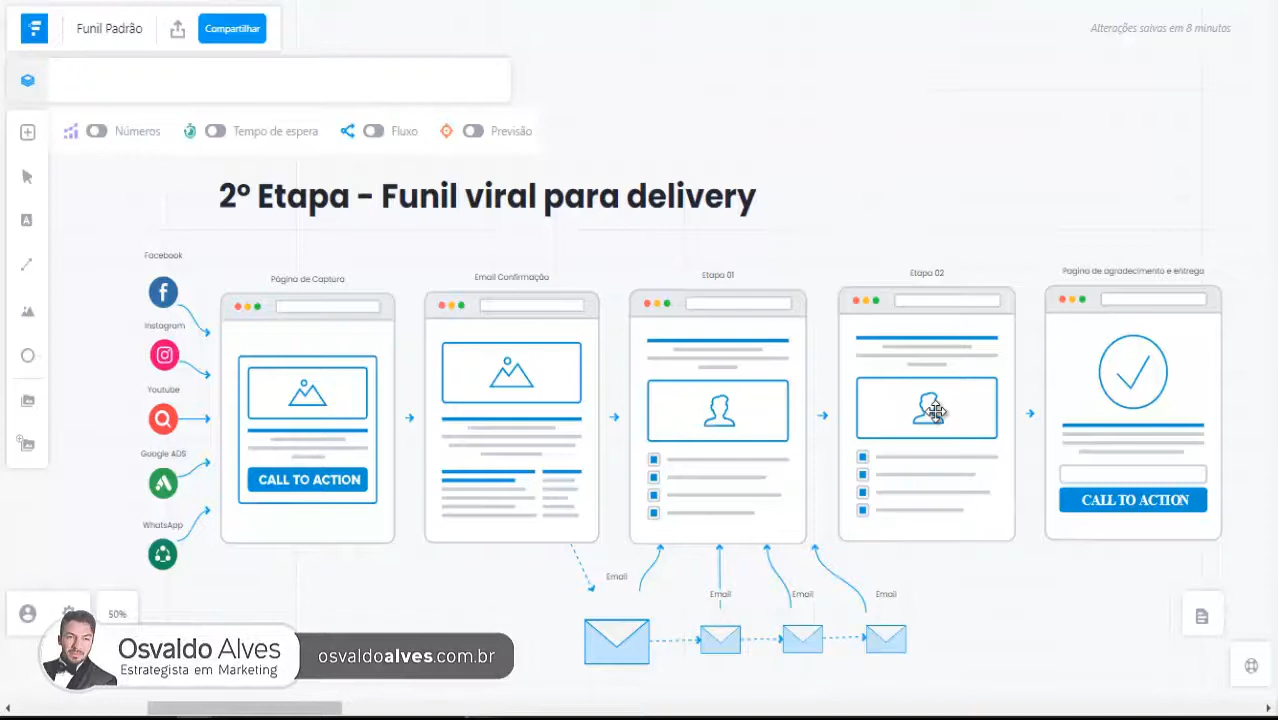 Funil Padrão
Compartilhar
Alterações salvas em 8 minutos
Números
Tempo de espera
Fluxo
Previsão
2º Etapa - Funil viral para delivery
Facebook
Instagram
Youtube
Google ADS
WhatsApp
Página de Captura
CALL TO ACTION
Email Confirmação
Etapa 01
Etapa 02
Pagina de agradecimento e entrega
CALL TO ACTION
Email
Email
Email
Email
50%
Osvaldo Alves
Estrategista em Marketing
osvaldoalves.com.br